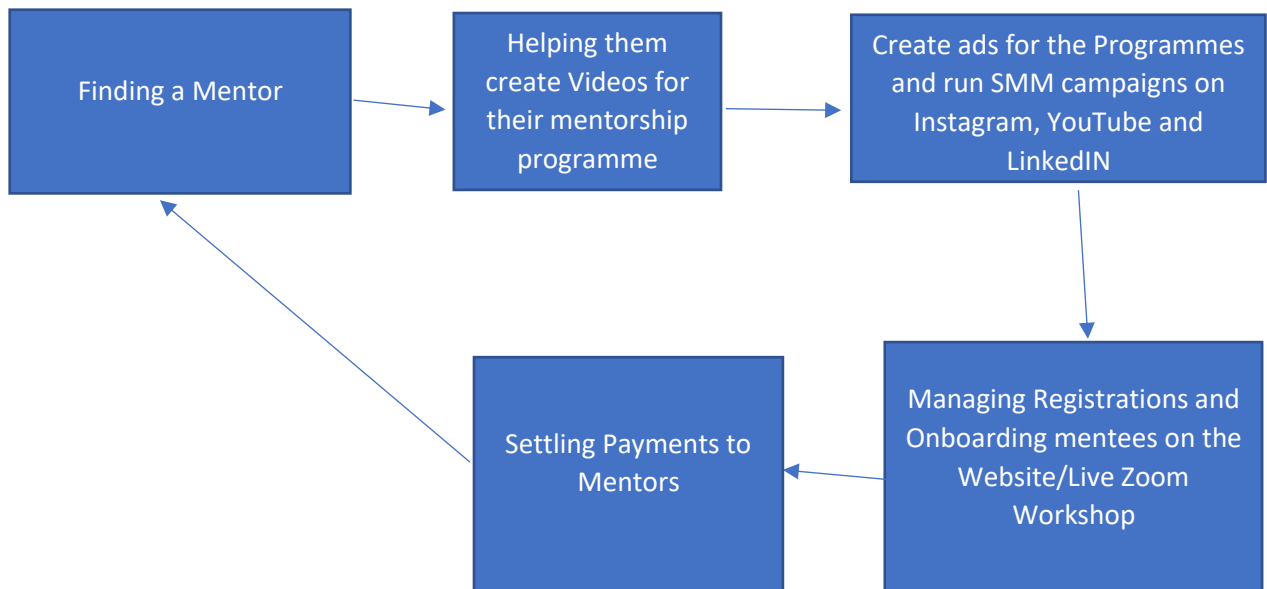 Finding a Mentor
Helping them
create Videos for
their mentorship
programme
Create ads for the Programmes
and run SMM campaigns on
Instagram, YouTube and
LinkedIN
Managing Registrations and
Onboarding mentees on the
Website/Live Zoom
Workshop
Settling Payments to
Mentors